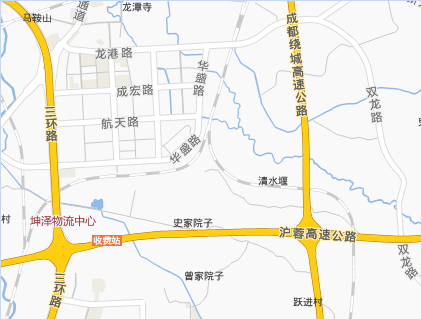 马鞍山
通道
龙潭寺
成都绕城高速公路
龙港路
华盛路
成宏路
双龙路
三环路
航天路
华盛路
清水堰
村
坤泽物流中心
史家院子
收费站
沪蓉高速公路
双龙路
曾家院子
三环路
跃进村